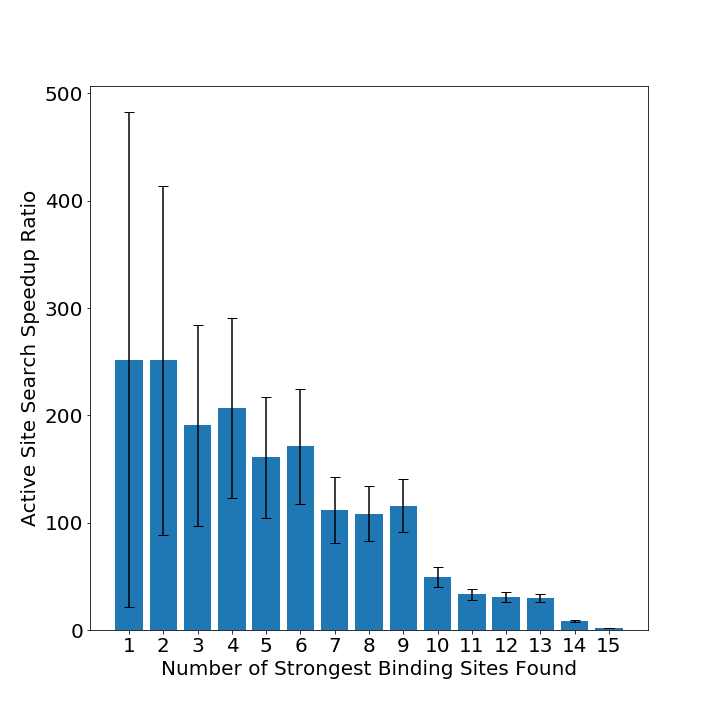 500
400
300
200
100
0
Active Site Search Speedup Ratio
1 2 3 4 5 6 7 8 9 10 11 12 13 14 15
Number of Strongest Binding Sites Found